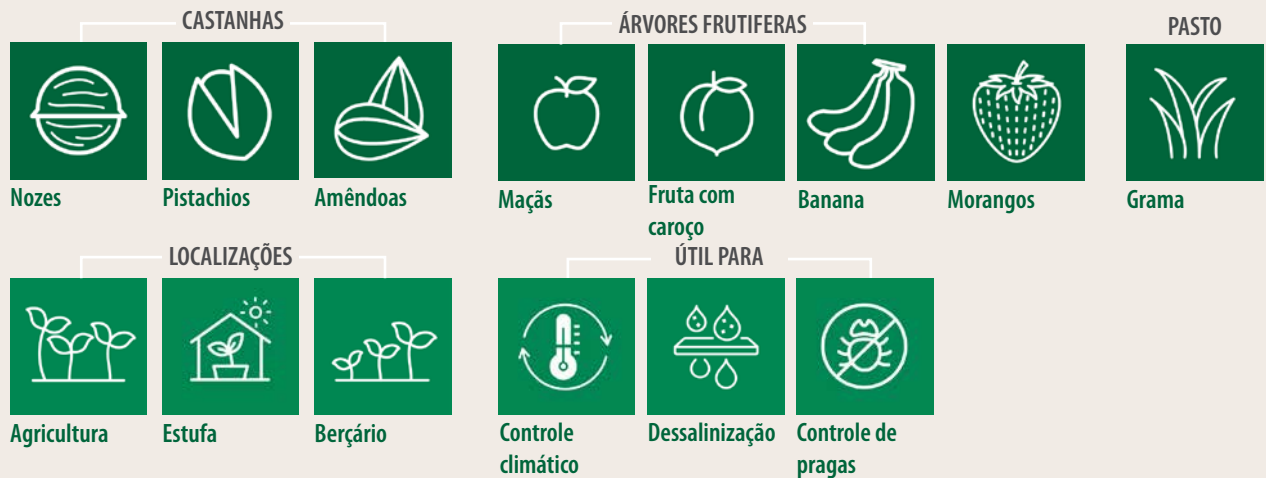 CASTANHAS
ÁRVORES FRUTIFERAS
PASTO
Nozes
Pistachios
Amêndoas
Maçãs
Fruta com
caroço
Banana
Morangos
Grama
LOCALIZAÇÕES
ÚTIL PARA
Agricultura
Estufa
Berçário
Controle
climático
Dessalinização
Controle de
pragas